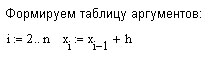 Формируем таблицу аргументов:
i := 2.. n   x_i := x_{i−1} + h